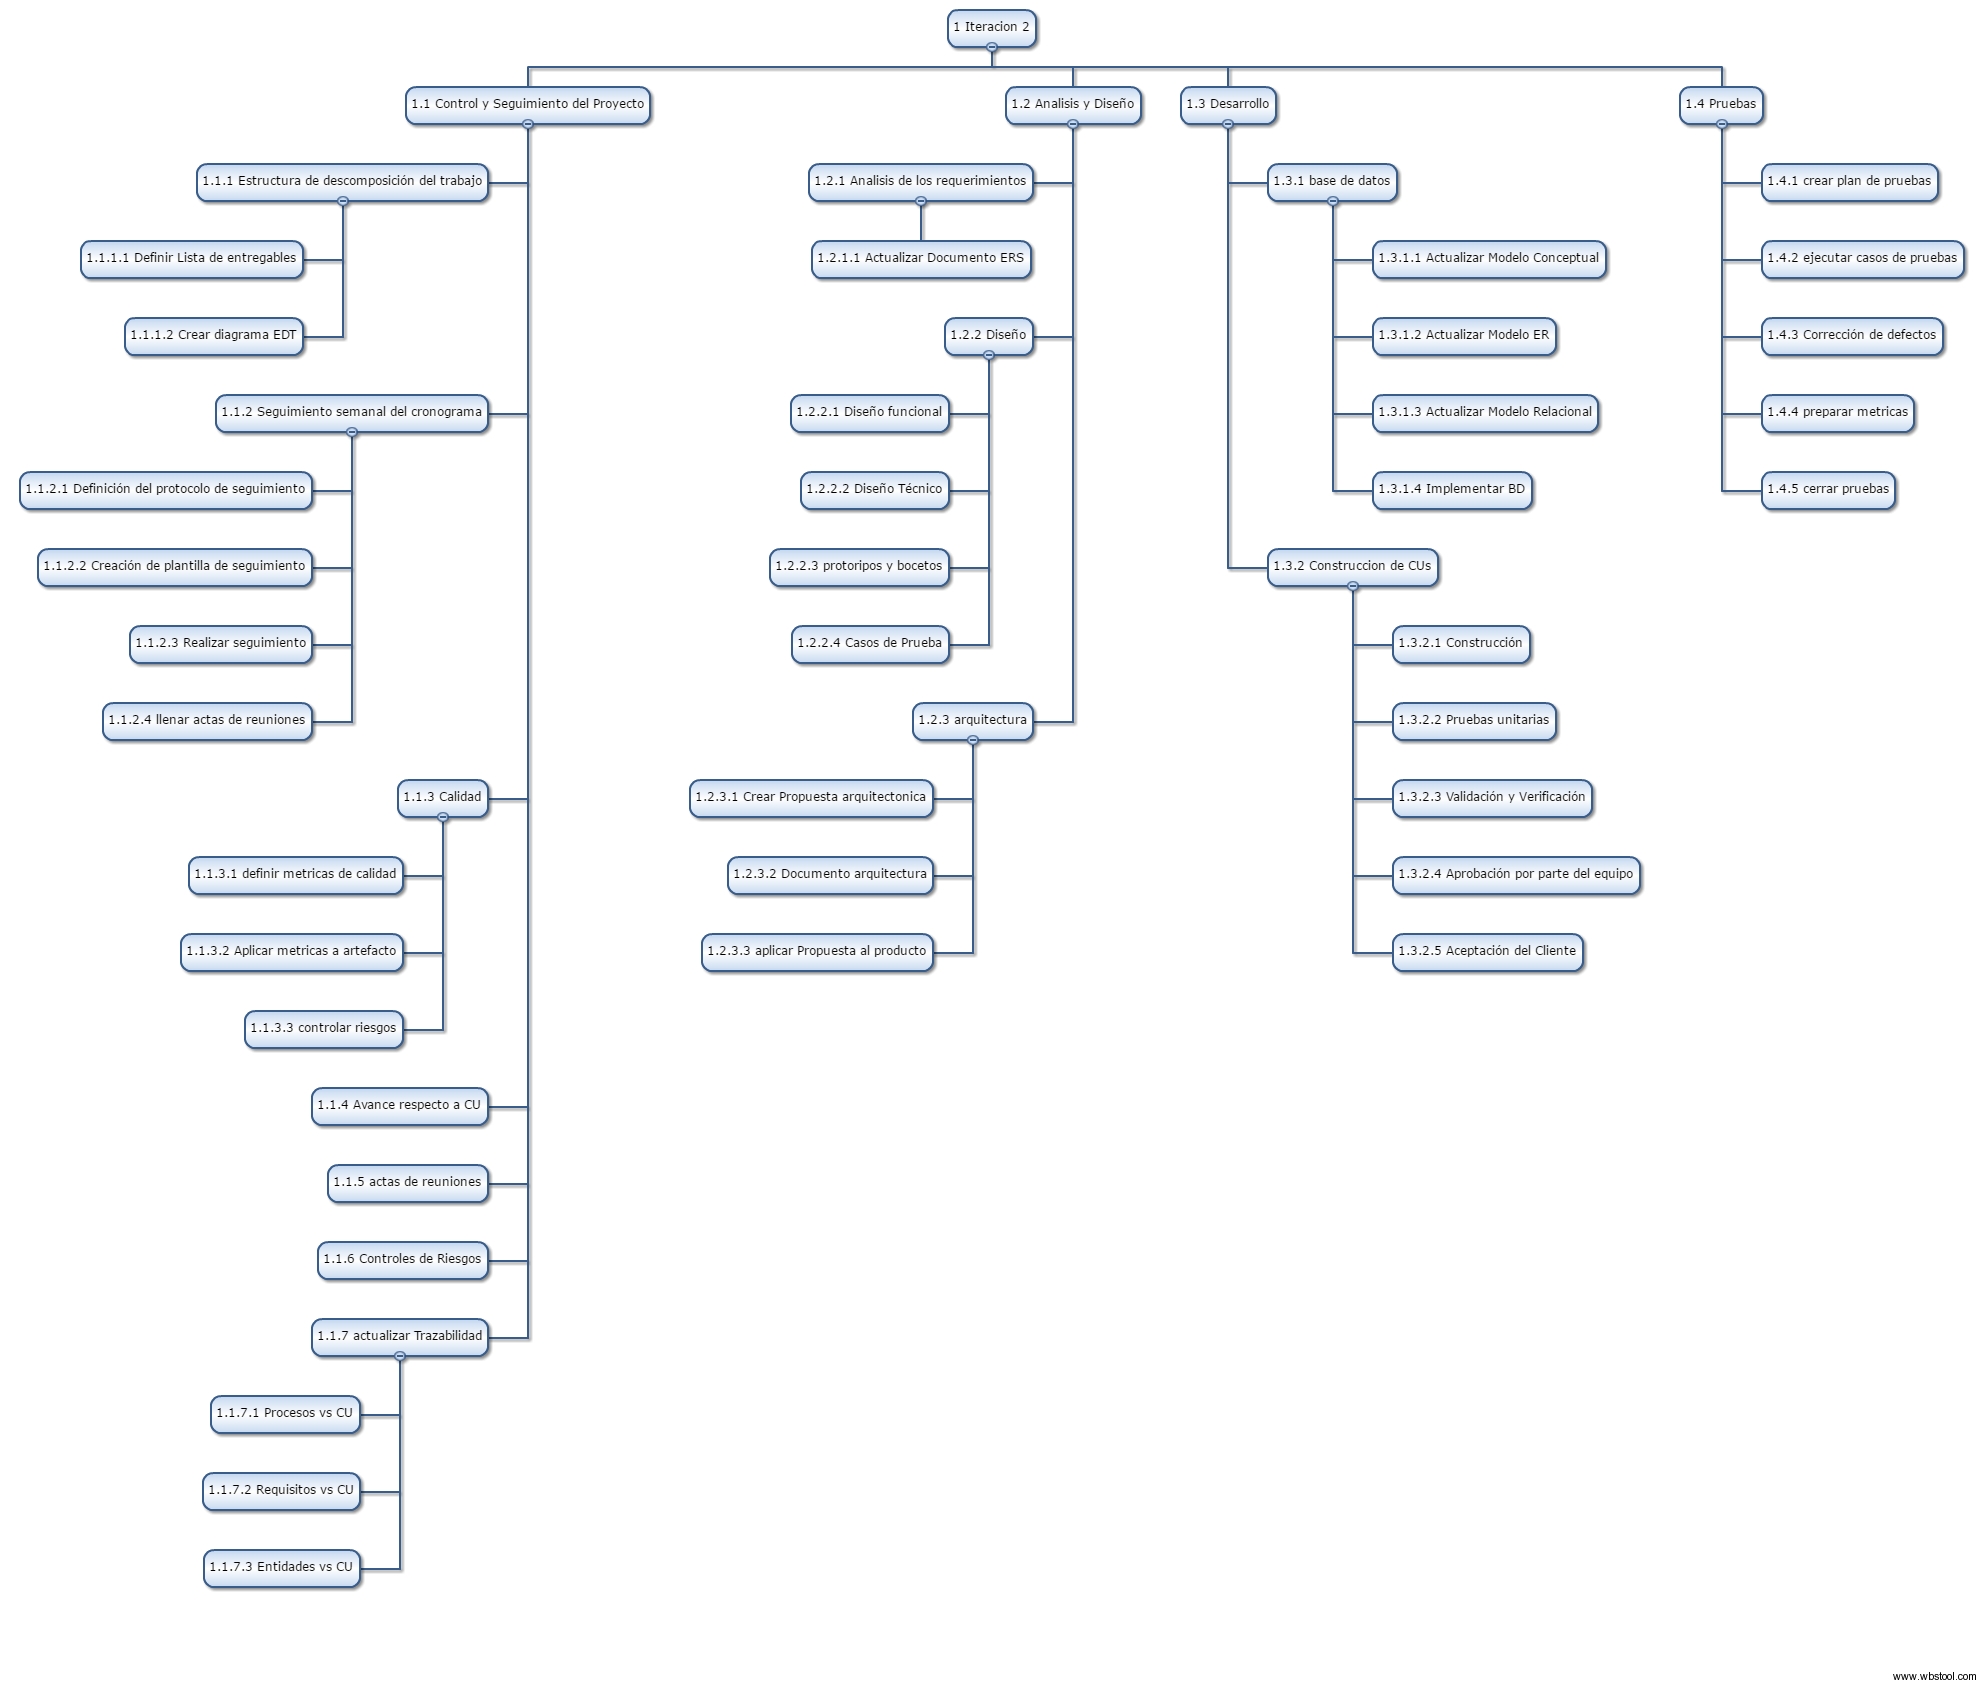 1 Iteracion 2
1.1 Control y Seguimiento del Proyecto
1.1.1 Estructura de descomposición del trabajo
1.1.1.1 Definir Lista de entregables
1.1.1.2 Crear diagrama EDT
1.1.2 Seguimiento semanal del cronograma
1.1.2.1 Definición del protocolo de seguimiento
1.1.2.2 Creación de plantilla de seguimiento
1.1.2.3 Realizar seguimiento
1.1.2.4 llenar actas de reuniones
1.1.3 Calidad
1.1.3.1 definir metricas de calidad
1.1.3.2 Aplicar metricas a artefacto
1.1.3.3 controlar riesgos
1.1.4 Avance respecto a CU
1.1.5 actas de reuniones
1.1.6 Controles de Riesgos
1.1.7 actualizar Trazabilidad
1.1.7.1 Procesos vs CU
1.1.7.2 Requisitos vs CU
1.1.7.3 Entidades vs CU
1.2 Analisis y Diseño
1.2.1 Analisis de los requerimientos
1.2.1.1 Actualizar Documento ERS
1.2.2 Diseño
1.2.2.1 Diseño funcional
1.2.2.2 Diseño Técnico
1.2.2.3 protoripos y bocetos
1.2.2.4 Casos de Prueba
1.2.3 arquitectura
1.2.3.1 Crear Propuesta arquitectonica
1.2.3.2 Documento arquitectura
1.2.3.3 aplicar Propuesta al producto
1.3 Desarrollo
1.3.1 base de datos
1.3.1.1 Actualizar Modelo Conceptual
1.3.1.2 Actualizar Modelo ER
1.3.1.3 Actualizar Modelo Relacional
1.3.1.4 Implementar BD
1.3.2 Construccion de CUs
1.3.2.1 Construcción
1.3.2.2 Pruebas unitarias
1.3.2.3 Validación y Verificación
1.3.2.4 Aprobación por parte del equipo
1.3.2.5 Aceptación del Cliente
1.4 Pruebas
1.4.1 crear plan de pruebas
1.4.2 ejecutar casos de pruebas
1.4.3 Corrección de defectos
1.4.4 preparar metricas
1.4.5 cerrar pruebas
www.wbstool.com